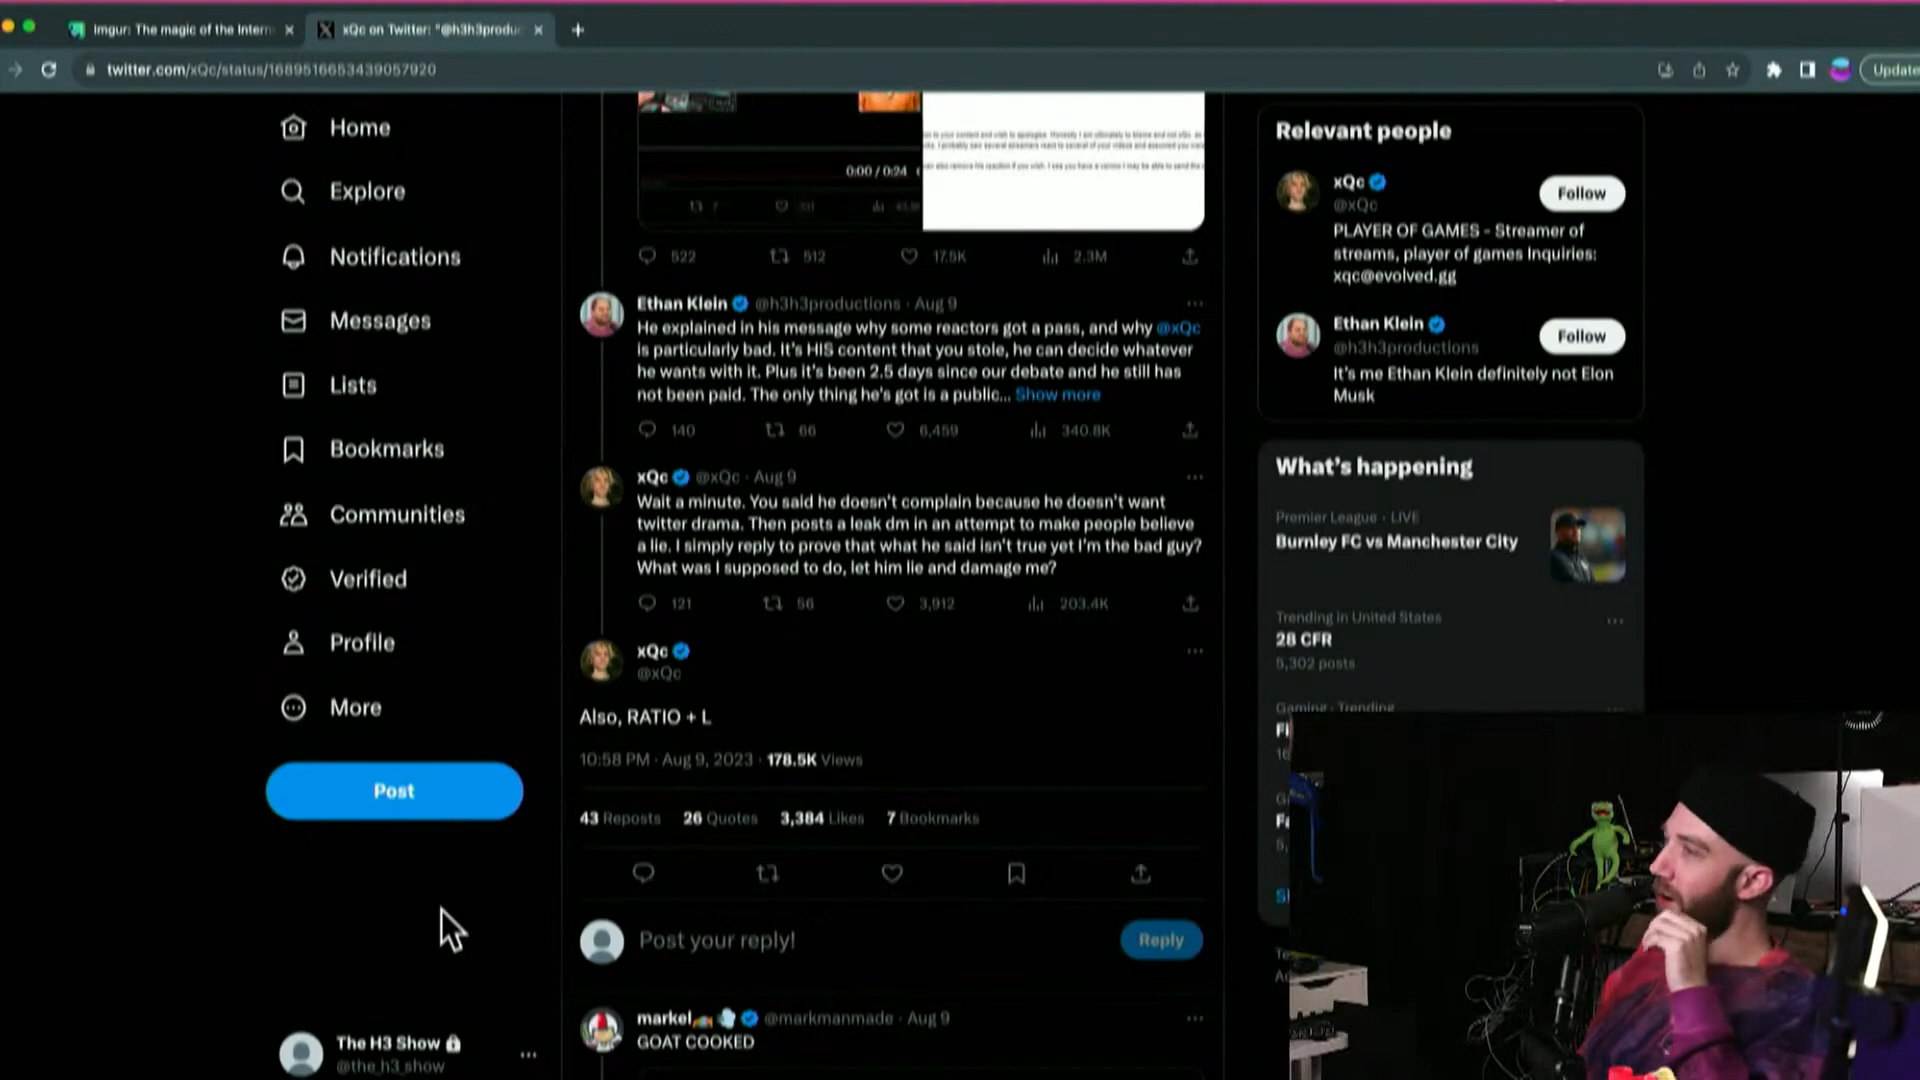 Imgur: The magic of the Intern
xQc on Twitter: "@h3h3produc
twitter.com/xQc/status/1689516653439057920
Update
Home
Explore
Notifications
Messages
Lists
Bookmarks
Communities
Verified
Profile
More
Post
The H3 Show
@the_h3_show
0:00 / 0:24
522 512 17.5K 2.3M
Ethan Klein @h3h3productions · Aug 9
He explained in his message why some reactors got a pass, and why @xQc
is particularly bad. It's HIS content that you stole, he can decide whatever
he wants with it. Plus it's been 2.5 days since our debate and he still has
not been paid. The only thing he's got is a public... Show more
140 66 6,459 340.8K
xQc @xQc · Aug 9
Wait a minute. You said he doesn't complain because he doesn't want
twitter drama. Then posts a leak dm in an attempt to make people believe
a lie. I simply reply to prove that what he said isn't true yet I'm the bad guy?
What was I supposed to do, let him lie and damage me?
121 56 3,912 203.4K
xQc
@xQc
Also, RATIO + L
10:58 PM · Aug 9, 2023 · 178.5K Views
43 Reposts 26 Quotes 3,384 Likes 7 Bookmarks
Post your reply!
Reply
markel @markmanmade · Aug 9
GOAT COOKED
Relevant people
xQc
@xQc
Follow
PLAYER OF GAMES - Streamer of
streams, player of games Inquiries:
xqc@evolved.gg
Ethan Klein
@h3h3productions
Follow
It's me Ethan Klein definitely not Elon
Musk
What's happening
Premier League · LIVE
Burnley FC vs Manchester City
Trending in United States
28 CFR
5,302 posts
Gaming · Trending